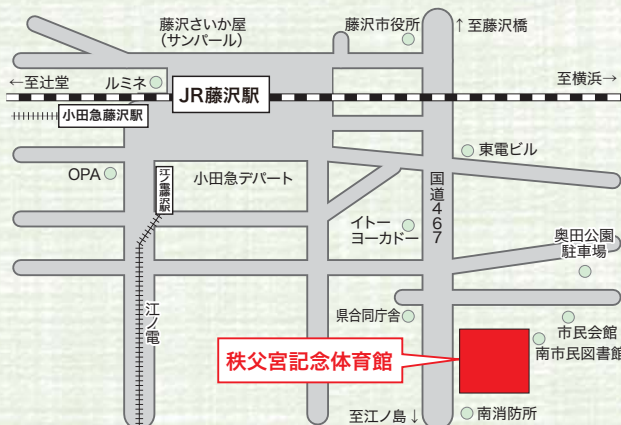 藤沢さいか屋
(サンパール)
藤沢市役所
↑至藤沢橋
←至辻堂
ルミネ
JR藤沢駅
至横浜→
小田急藤沢駅
東電ビル
OPA
江ノ電藤沢駅
小田急デパート
国道467
イトー
ヨーカドー
奥田公園
駐車場
江ノ電
県合同庁舎
市民会館
南市民図書館
秩父宮記念体育館
至江ノ島↓
南消防所